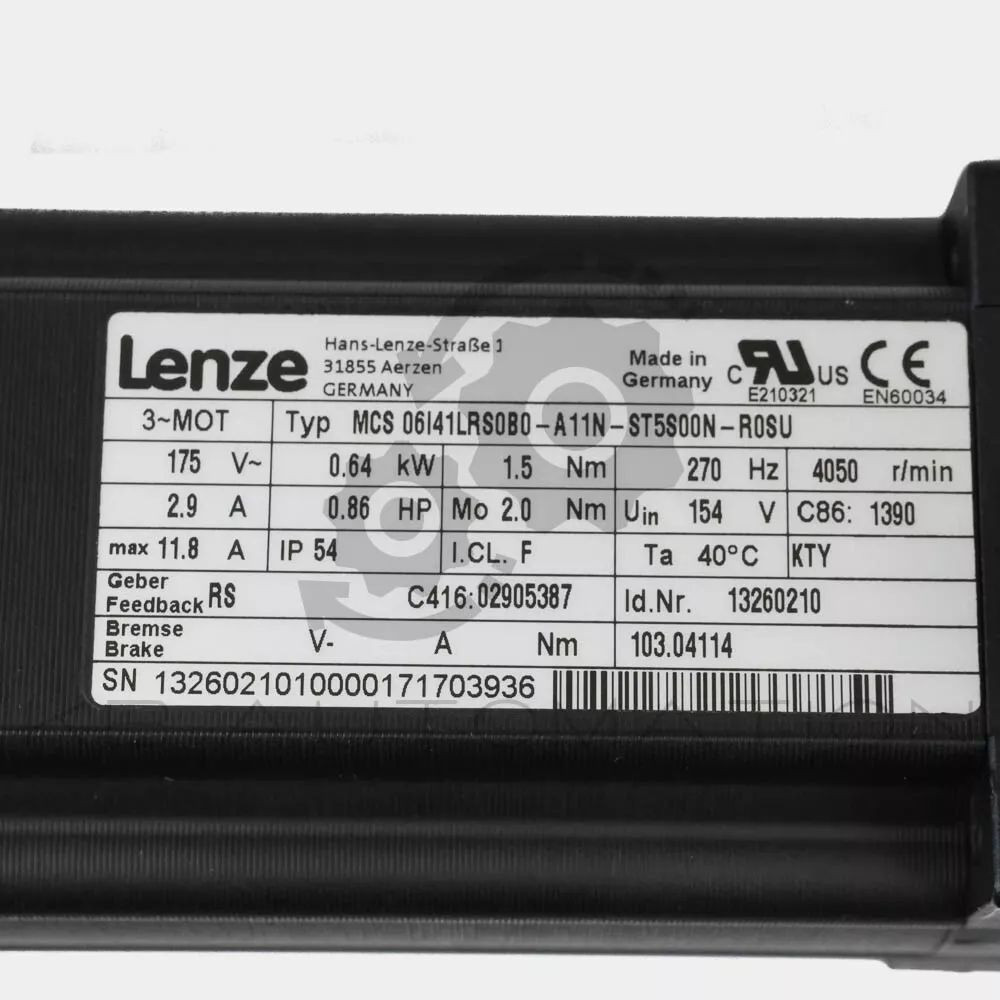 Lenze
Hans-Lenze-Straße 1
31855 Aerzen
GERMANY
Made in
Germany
C RU US
E210321
CE
EN60034
3~MOT Typ MCS 06I41LRS0B0-A11N-ST5S00N-R0SU
175 V~ 0.64 kW 1.5 Nm 270 Hz 4050 r/min
2.9 A 0.86 HP Mo 2.0 Nm Uin 154 V C86: 1390
max 11.8 A IP 54 I.CL. F Ta 40°C KTY
Geber
Feedback RS C416:02905387 Id.Nr. 13260210
Bremse
Brake V- A Nm 103.04114
SN 1326021010000171703936
AUTOMATION